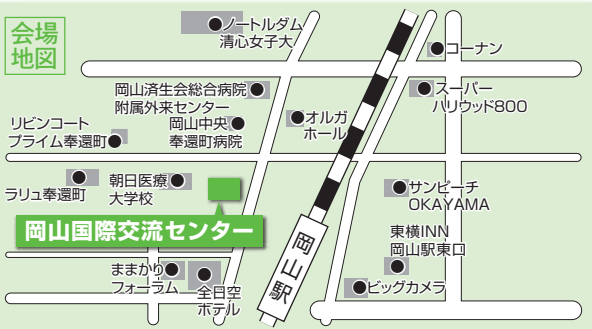 会場
地図
ノートルダム
清心女子大
コーナン
岡山済生会総合病院
附属外来センター
スーパー
ハリウッド800
リビンコート
プライム奉還町
岡山中央
奉還町病院
オルガ
ホール
ラリュ奉還町
朝日医療
大学校
サンピーチ
OKAYAMA
岡山国際交流センター
東横INN
岡山駅東口
岡山駅
ままかり
フォーラム
全日空
ホテル
ビッグカメラ